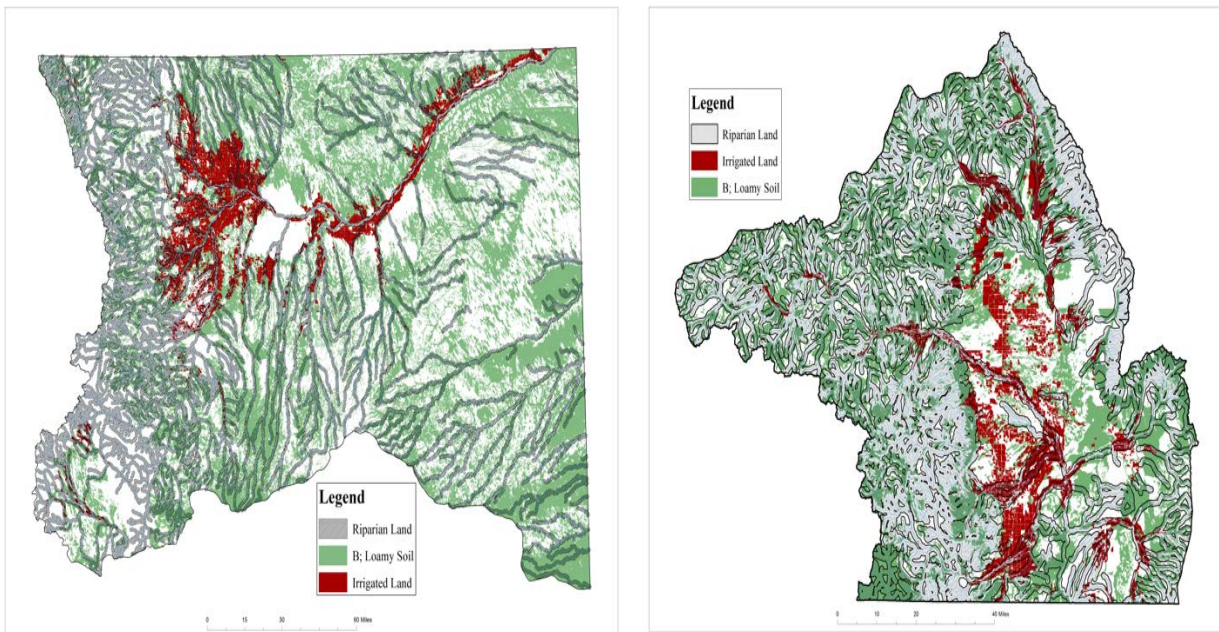 Legend
Riparian Land
B; Loamy Soil
Irrigated Land
0 15 30 60 Miles
Legend
Riparian Land
Irrigated Land
B; Loamy Soil
0 10 20 40 Miles